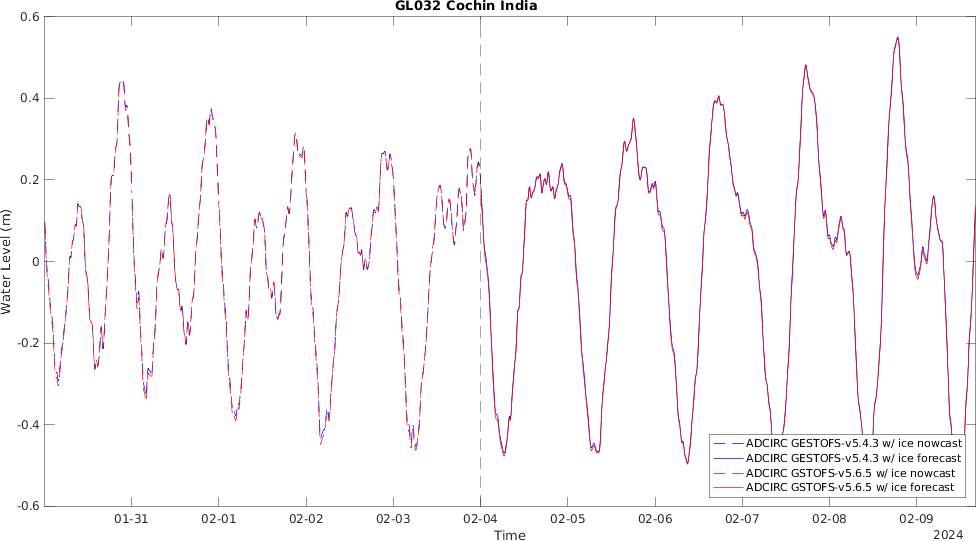 GL032 Cochin India
0.6
0.4
0.2
0
-0.2
-0.4
-0.6
Water Level (m)
ADCIRC GESTOFS-v5.4.3 w/ ice nowcast
ADCIRC GESTOFS-v5.4.3 w/ ice forecast
ADCIRC GSTOFS-v5.6.5 w/ ice nowcast
ADCIRC GSTOFS-v5.6.5 w/ ice forecast
01-31 02-01 02-02 02-03 02-04 02-05 02-06 02-07 02-08 02-09
Time
2024